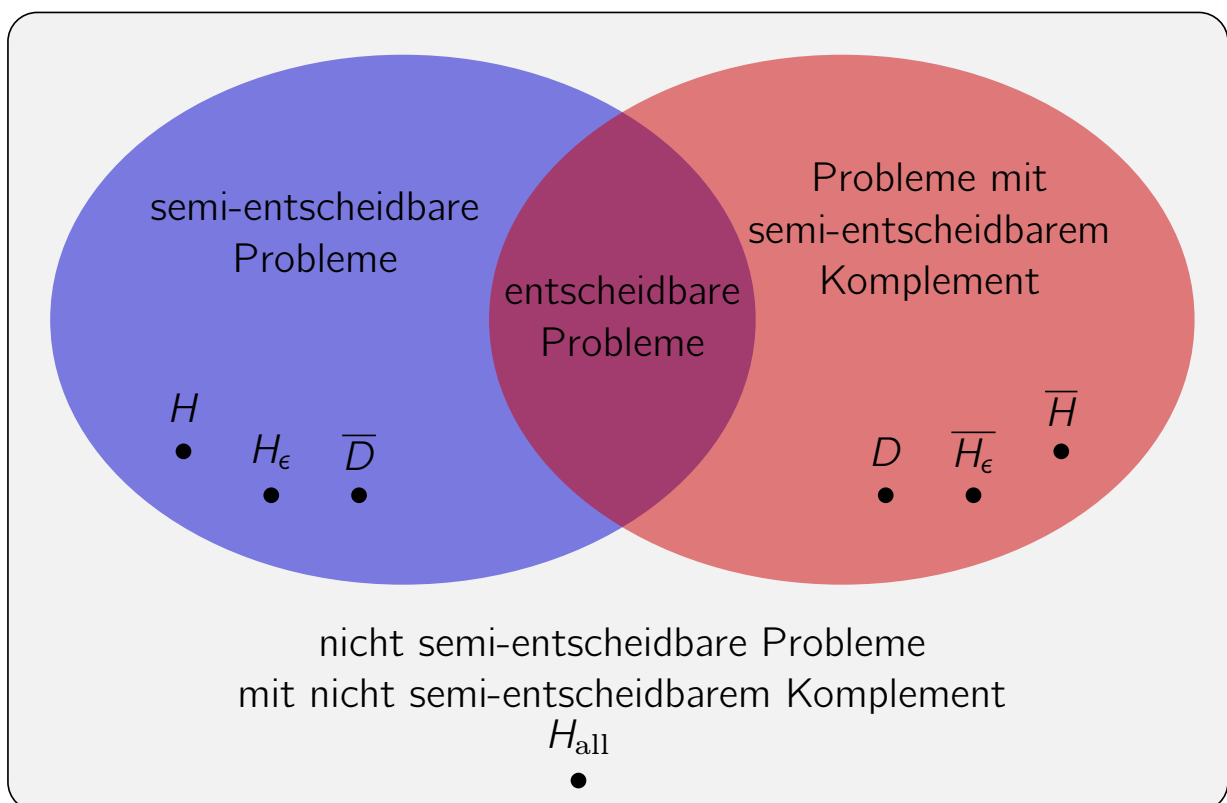 semi-entscheidbare
Probleme
Probleme mit
semi-entscheidbarem
Komplement
entscheidbare
Probleme
H
H_ϵ
D̅
D
H̅_̅ϵ̅
H̅
nicht semi-entscheidbare Probleme
mit nicht semi-entscheidbarem Komplement
H_all